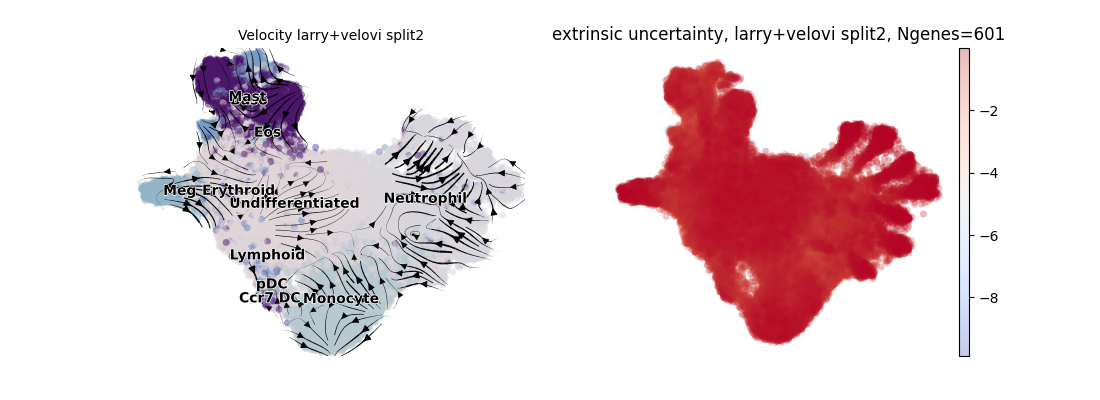 Velocity larry+velovi split2
extrinsic uncertainty, larry+velovi split2, Ngenes=601
Mast
Eos
Meg Erythroid
Undifferentiated
Neutrophil
Lymphoid
pDC
Ccr7 DC
Monocyte
−2
−4
−6
−8